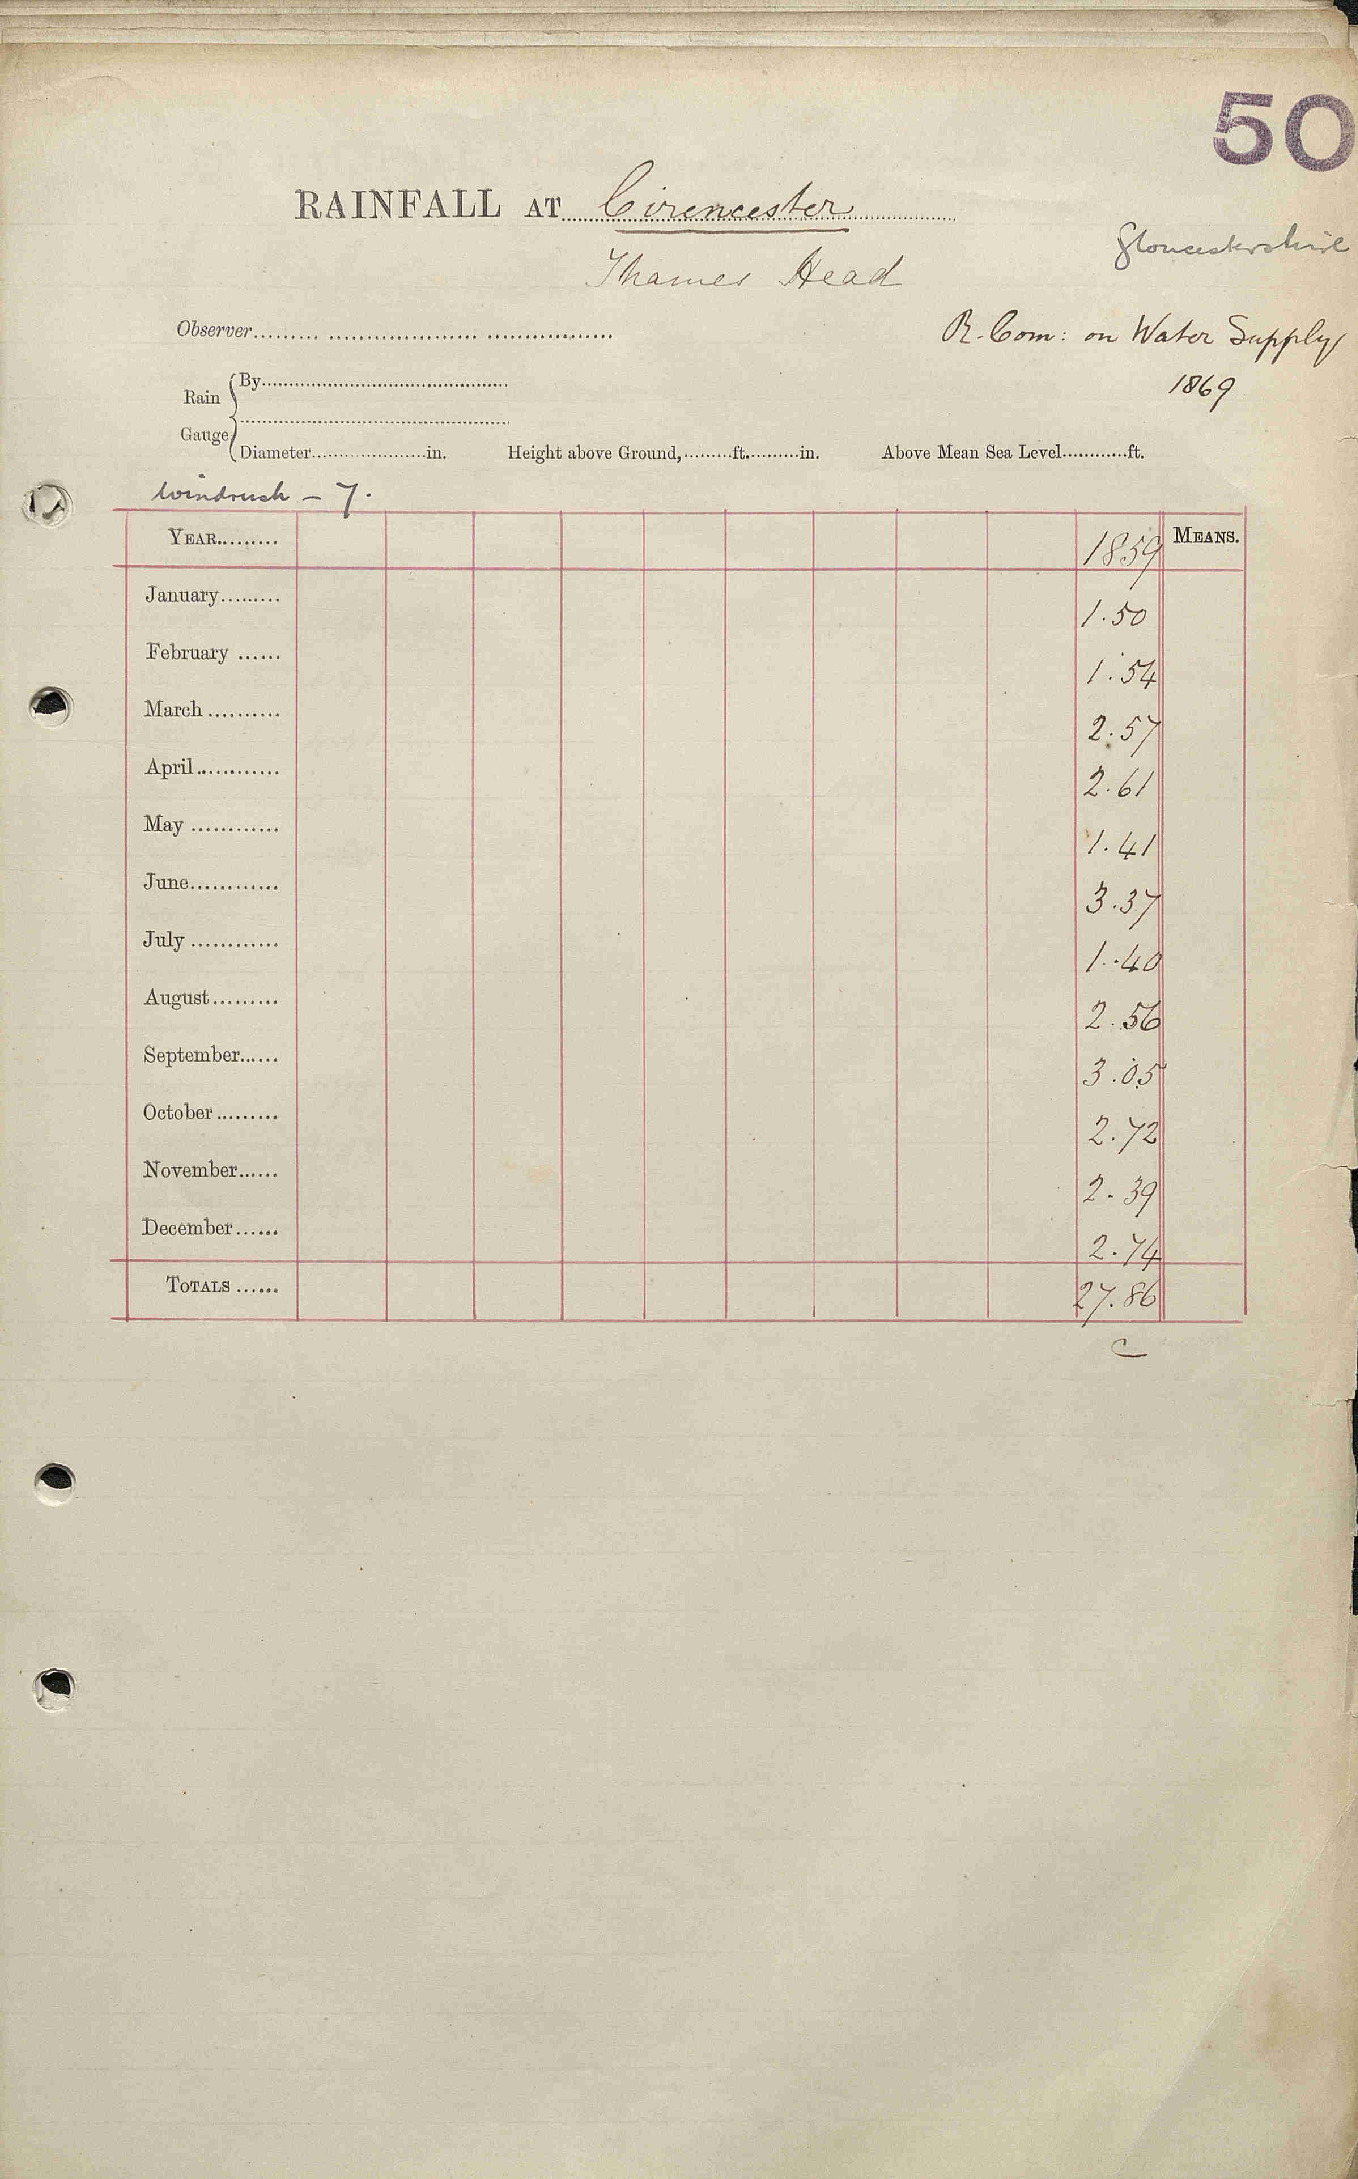 50
RAINFALL AT Cirencester
Gloucestershire
Thames Head
Observer
R. Com: on Water Supply
1869
Rain Gauge
By
Diameter in. Height above Ground, ft. in. Above Mean Sea Level ft.
Windrush – 7.
YEAR 1859 MEANS.
January 1.50
February 1.54
March 2.57
April 2.61
May 1.41
June 3.37
July 1.40
August 2.56
September 3.05
October 2.72
November 2.39
December 2.74
TOTALS 27.86
C